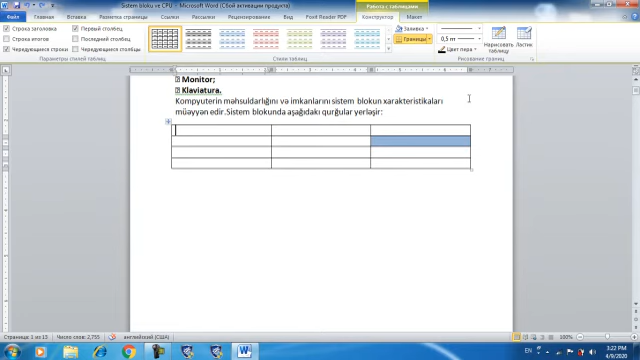 Sistem bloku ve CPU - Microsoft Word (Сбой активации продукта)
Работа с таблицами
Файл
Главная
Вставка
Разметка страницы
Ссылки
Рассылки
Рецензирование
Вид
Foxit Reader PDF
Конструктор
Макет
Строка заголовка
Первый столбец
Строка итогов
Последний столбец
Чередующиеся строки
Чередующиеся столбцы
Параметры стилей таблиц
Стили таблиц
Заливка
Границы
0,5 пт
Цвет пера
Нарисовать таблицу
Ластик
Нарисовать границы
Monitor;
Klaviatura.
Kompyuterin məhsuldarlığını və imkanlarını sistem blokun xarakteristikaları
müəyyən edir.Sistem blokunda aşağıdakı qurğular yerləşir:
Страница: 1 из 13
Число слов: 2,755
английский (США)
100%
EN
3:22 PM
4/9/2020